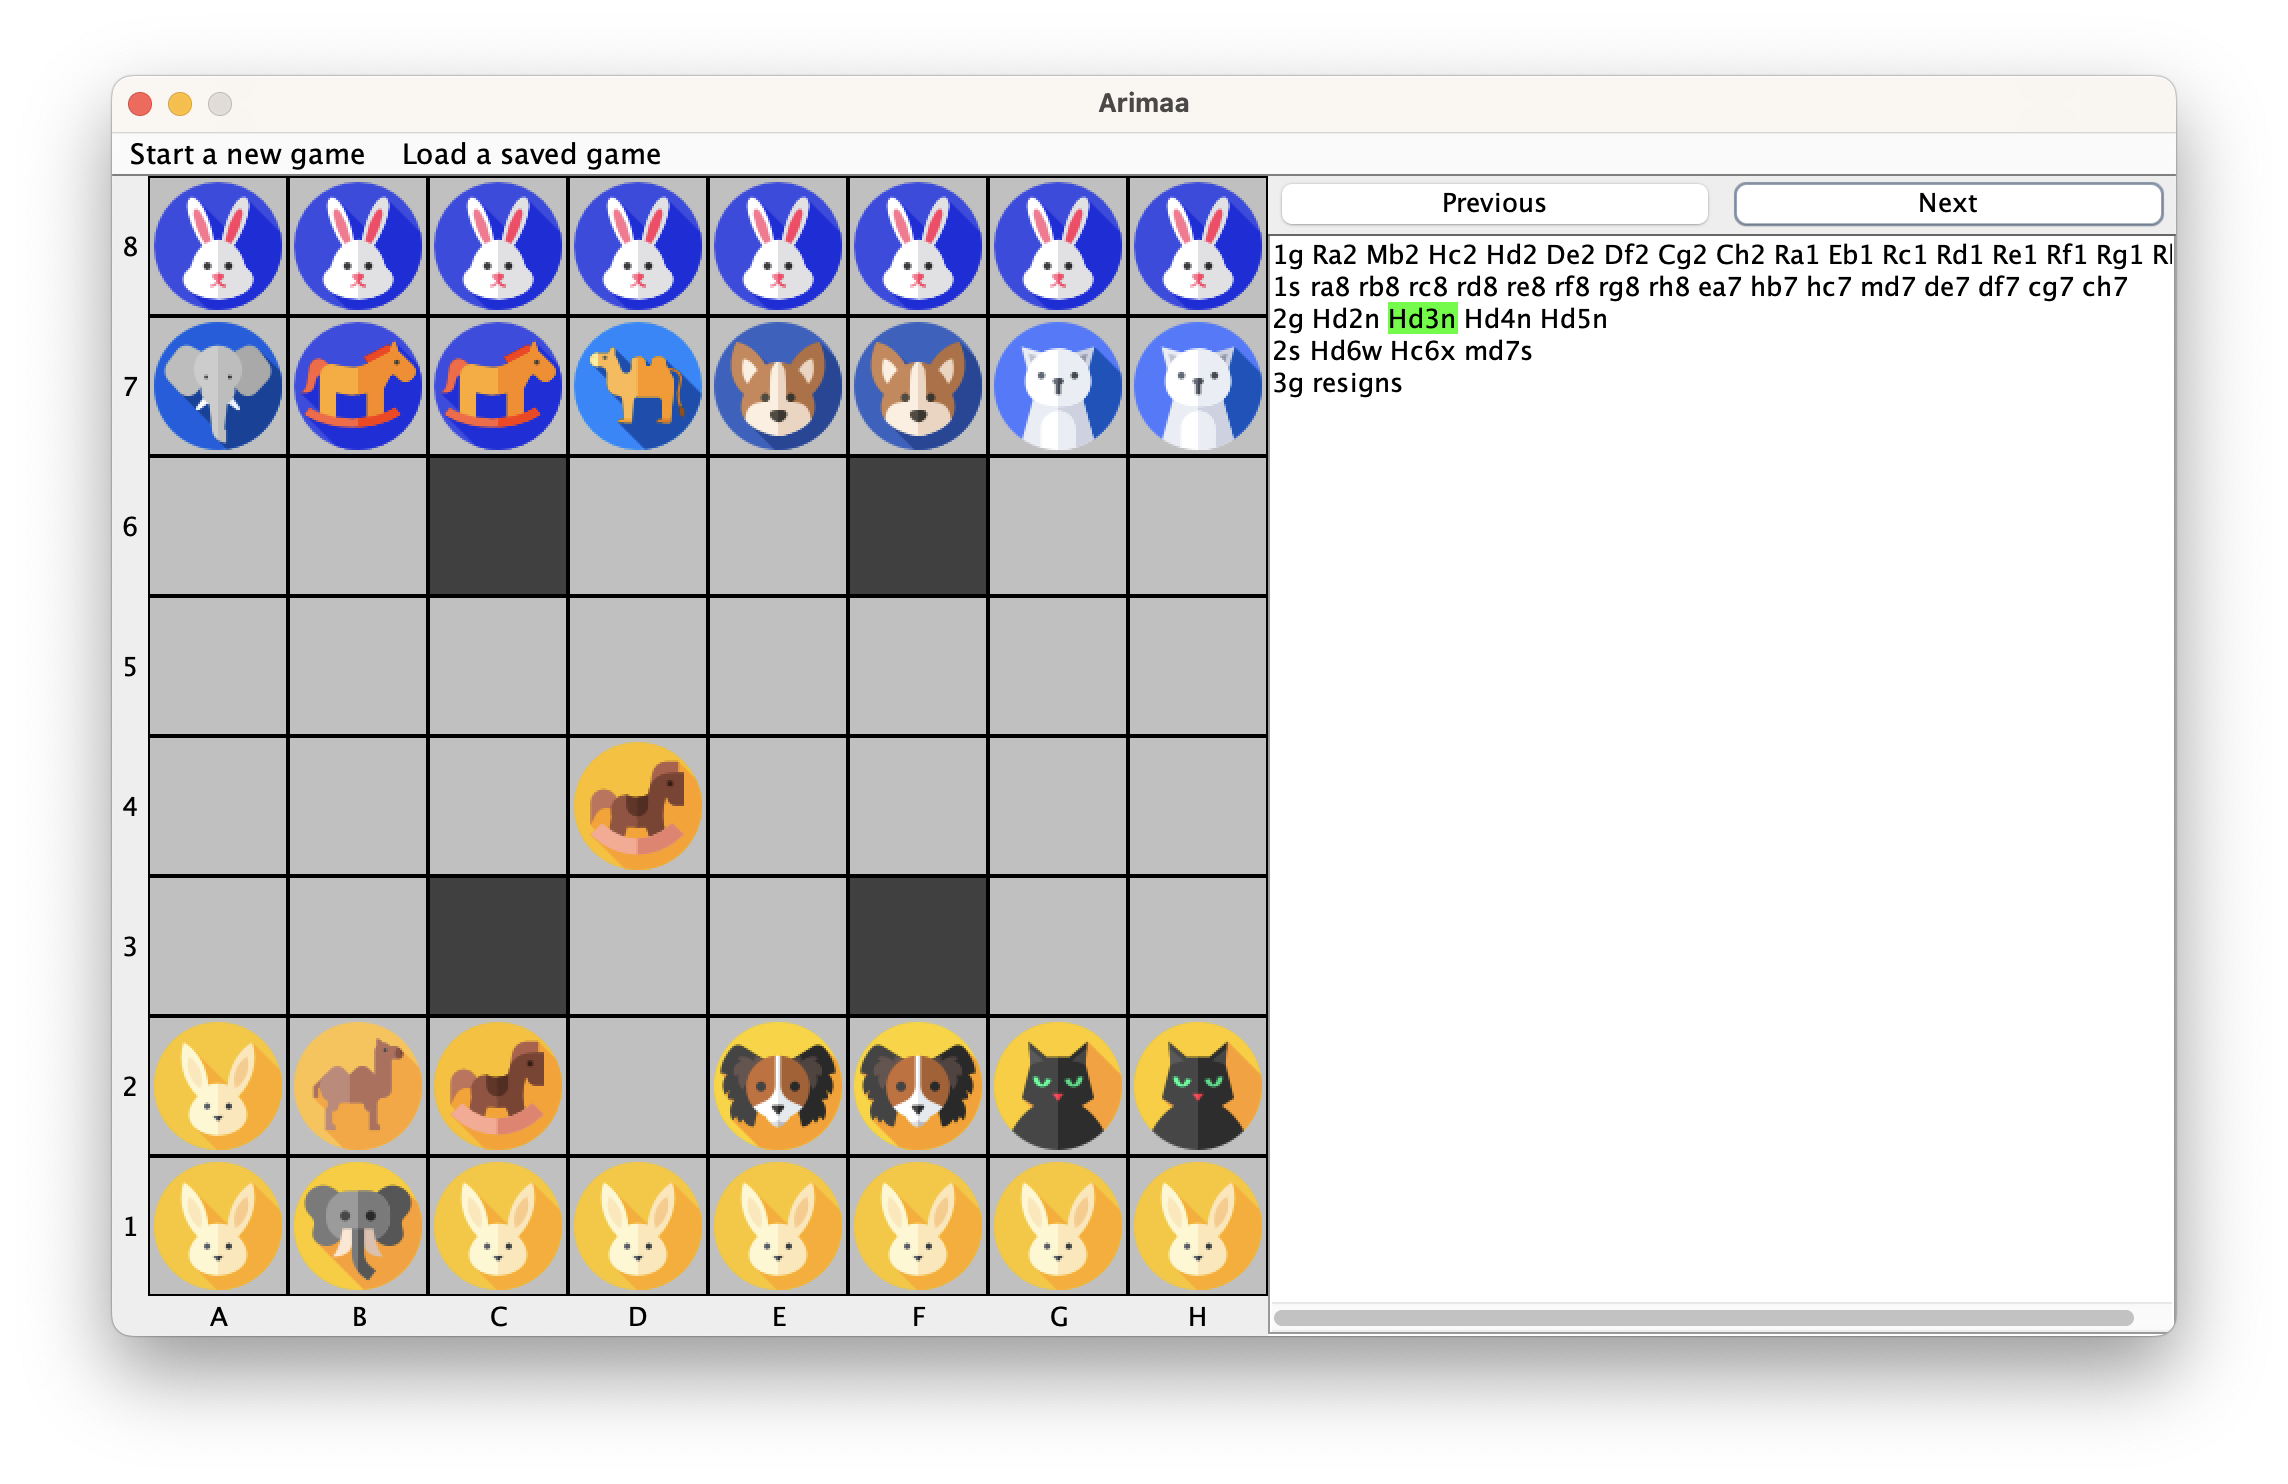 Arimaa
Start a new game Load a saved game
Previous Next
1g Ra2 Mb2 Hc2 Hd2 De2 Df2 Cg2 Ch2 Ra1 Eb1 Rc1 Rd1 Re1 Rf1 Rg1
1s ra8 rb8 rc8 rd8 re8 rf8 rg8 rh8 ea7 hb7 hc7 md7 de7 df7 cg7 ch7
2g Hd2n Hd3n Hd4n Hd5n
2s Hd6w Hc6x md7s
3g resigns
8
7
6
5
4
3
2
1
A B C D E F G H